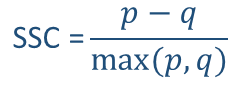 SSC = p − q / max(p, q)